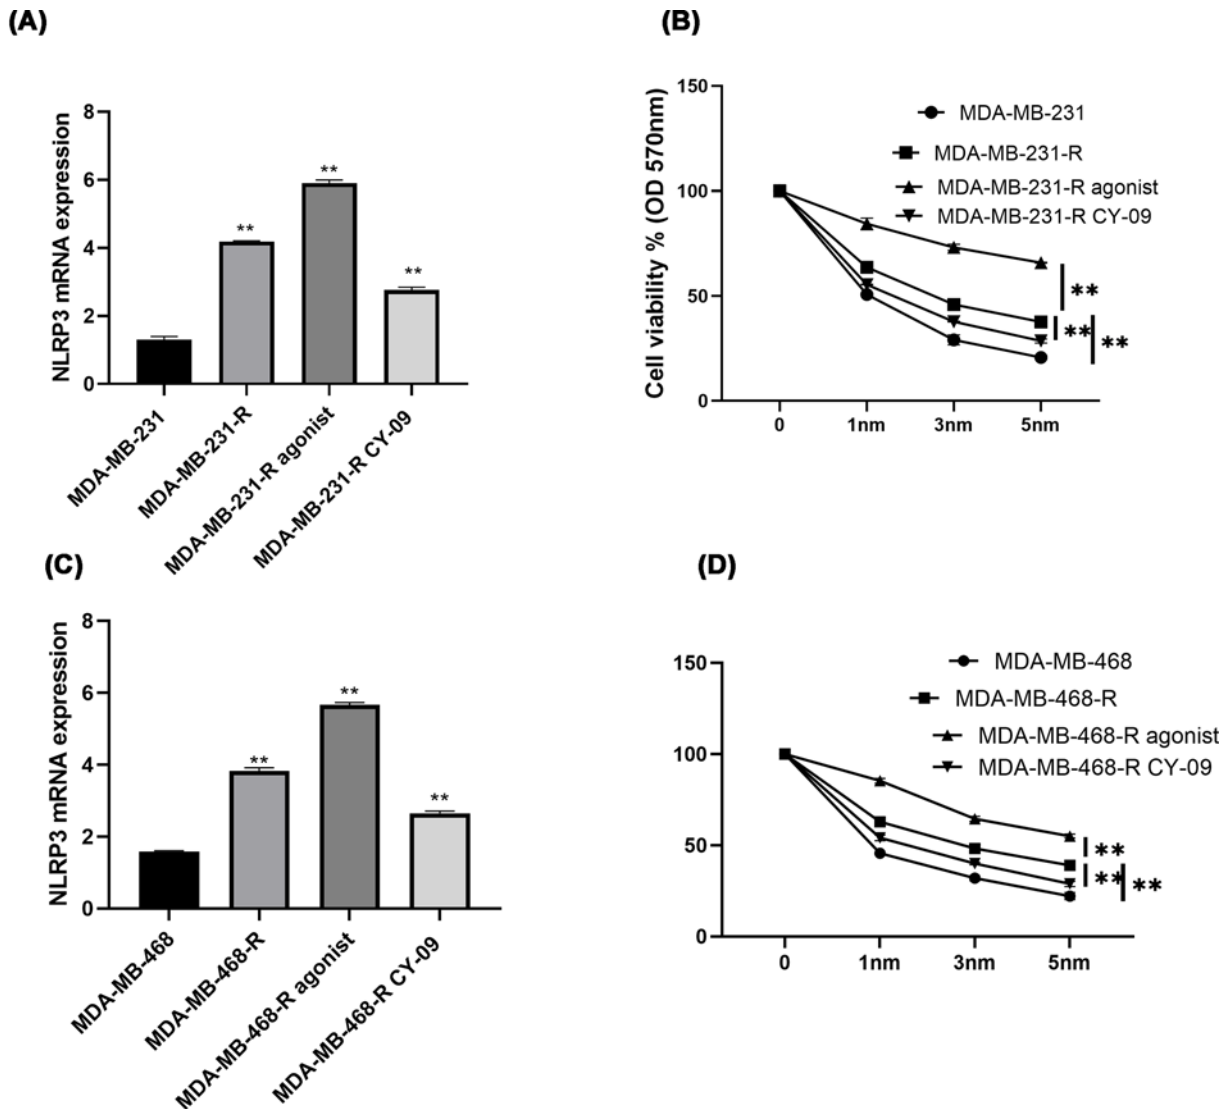 (A)
NLRP3 mRNA expression
8
6
4
2
0
**
**
**
MDA-MB-231
MDA-MB-231-R
MDA-MB-231-R agonist
MDA-MB-231-R CY-09
(B)
Cell viability % (OD 570nm)
150
100
50
0
MDA-MB-231
MDA-MB-231-R
MDA-MB-231-R agonist
MDA-MB-231-R CY-09
**
**
**
0 1nm 3nm 5nm
(C)
NLRP3 mRNA expression
8
6
4
2
0
**
**
**
MDA-MB-468
MDA-MB-468-R
MDA-MB-468-R agonist
MDA-MB-468-R CY-09
(D)
150
100
50
0
MDA-MB-468
MDA-MB-468-R
MDA-MB-468-R agonist
MDA-MB-468-R CY-09
**
**
**
0 1nm 3nm 5nm